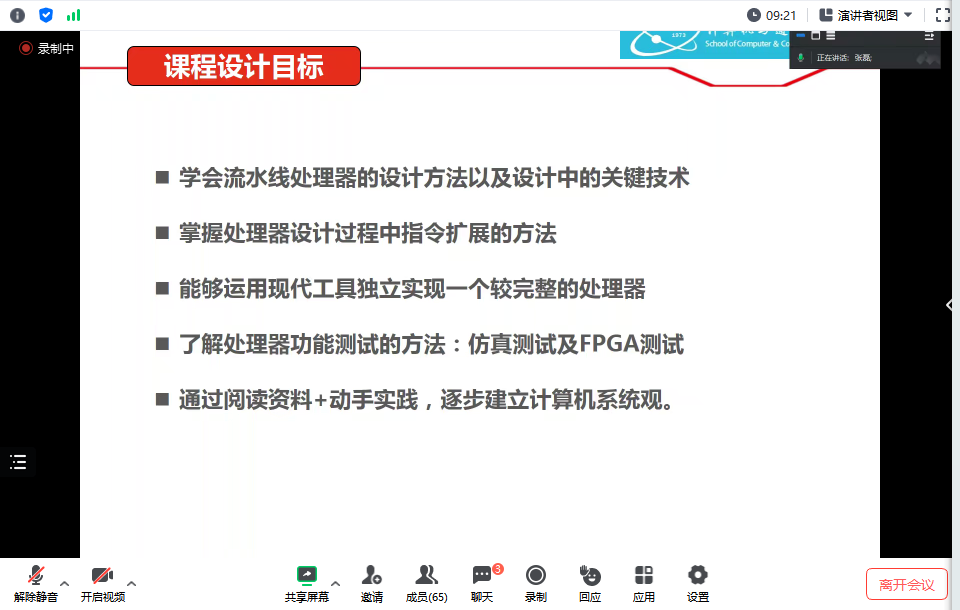 09:21
演讲者视图
录制中
课程设计目标
1973
School of Computer & Co
正在讲话: 张磊;
■ 学会流水线处理器的设计方法以及设计中的关键技术
■ 掌握处理器设计过程中指令扩展的方法
■ 能够运用现代工具独立实现一个较完整的处理器
■ 了解处理器功能测试的方法：仿真测试及FPGA测试
■ 通过阅读资料+动手实践，逐步建立计算机系统观。
3
解除静音
开启视频
共享屏幕
邀请
成员(65)
聊天
录制
回应
应用
设置
离开会议